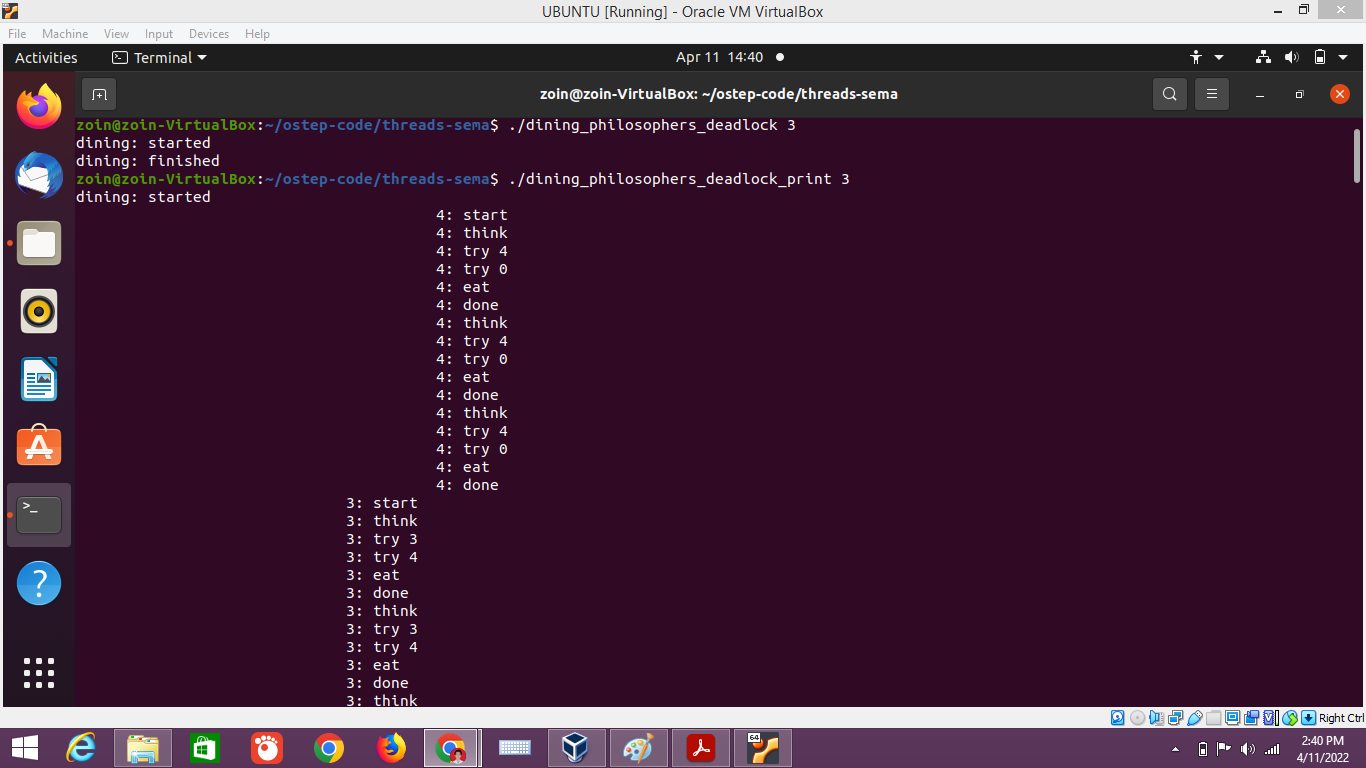 UBUNTU [Running] - Oracle VM VirtualBox
File Machine View Input Devices Help
Activities Terminal Apr 11 14:40
zoin@zoin-VirtualBox: ~/ostep-code/threads-sema
zoin@zoin-VirtualBox:~/ostep-code/threads-sema$ ./dining_philosophers_deadlock 3
dining: started
dining: finished
zoin@zoin-VirtualBox:~/ostep-code/threads-sema$ ./dining_philosophers_deadlock_print 3
dining: started
4: start
4: think
4: try 4
4: try 0
4: eat
4: done
4: think
4: try 4
4: try 0
4: eat
4: done
4: think
4: try 4
4: try 0
4: eat
4: done
3: start
3: think
3: try 3
3: try 4
3: eat
3: done
3: think
3: try 3
3: try 4
3: eat
3: done
3: think
Right Ctrl
64
2:40 PM
4/11/2022